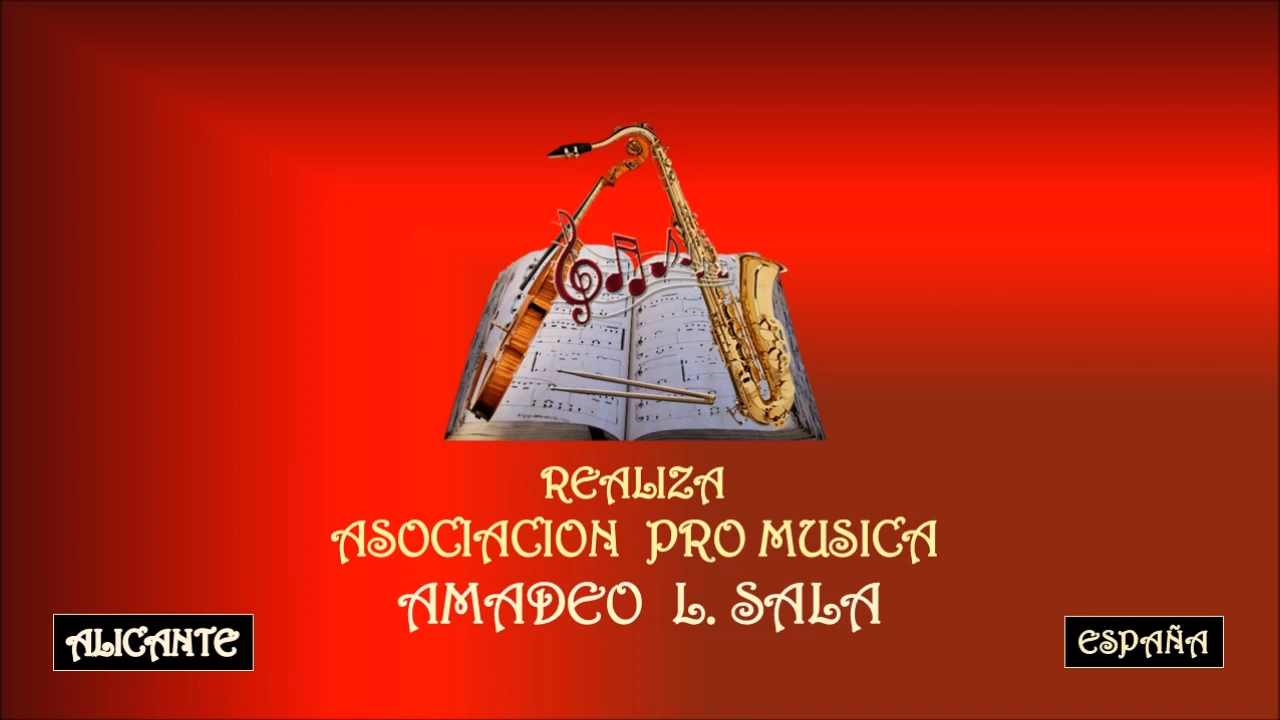 REALIZA
ASOCIACION PRO MUSICA
AMADEO L. SALA
ALICANTE
ESPAÑA